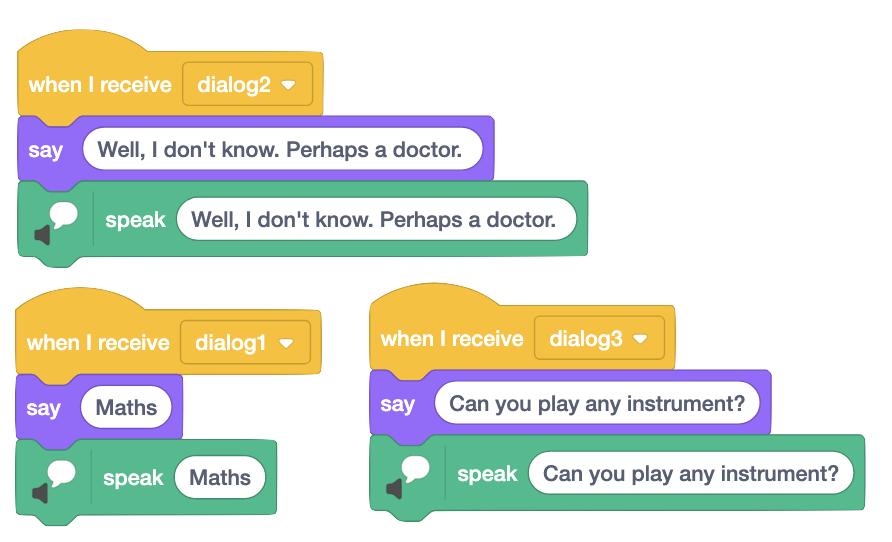 when I receive dialog2
say Well, I don't know. Perhaps a doctor.
speak Well, I don't know. Perhaps a doctor.
when I receive dialog1
say Maths
speak Maths
when I receive dialog3
say Can you play any instrument?
speak Can you play any instrument?